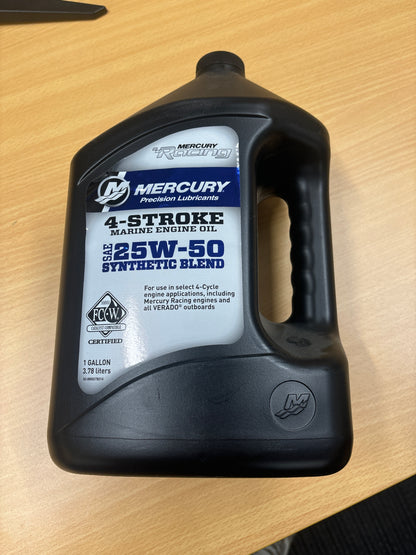 MERCURY
Racing
MERCURY
Precision Lubricants
4-STROKE
MARINE ENGINE OIL
SAE 25W-50
SYNTHETIC BLEND
For use in select 4-Cycle
engine applications, including
Mercury Racing engines and
all VERADO® outboards
FC-W
CATALYST COMPATIBLE
CERTIFIED
1 GALLON
3.78 liters